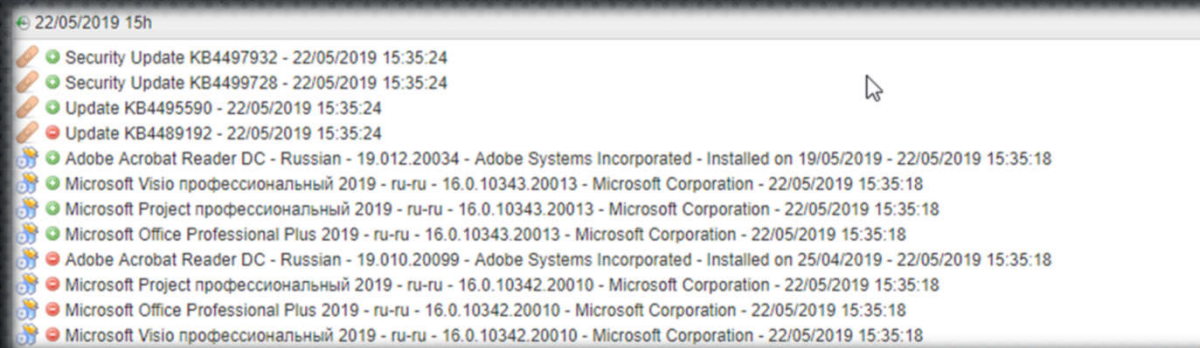 22/05/2019 15h
Security Update KB4497932 - 22/05/2019 15:35:24
Security Update KB4499728 - 22/05/2019 15:35:24
Update KB4495590 - 22/05/2019 15:35:24
Update KB4489192 - 22/05/2019 15:35:24
Adobe Acrobat Reader DC - Russian - 19.012.20034 - Adobe Systems Incorporated - Installed on 19/05/2019 - 22/05/2019 15:35:18
Microsoft Visio профессиональный 2019 - ru-ru - 16.0.10343.20013 - Microsoft Corporation - 22/05/2019 15:35:18
Microsoft Project профессиональный 2019 - ru-ru - 16.0.10343.20013 - Microsoft Corporation - 22/05/2019 15:35:18
Microsoft Office Professional Plus 2019 - ru-ru - 16.0.10343.20013 - Microsoft Corporation - 22/05/2019 15:35:18
Adobe Acrobat Reader DC - Russian - 19.010.20099 - Adobe Systems Incorporated - Installed on 25/04/2019 - 22/05/2019 15:35:18
Microsoft Project профессиональный 2019 - ru-ru - 16.0.10342.20010 - Microsoft Corporation - 22/05/2019 15:35:18
Microsoft Office Professional Plus 2019 - ru-ru - 16.0.10342.20010 - Microsoft Corporation - 22/05/2019 15:35:18
Microsoft Visio профессиональный 2019 - ru-ru - 16.0.10342.20010 - Microsoft Corporation - 22/05/2019 15:35:18